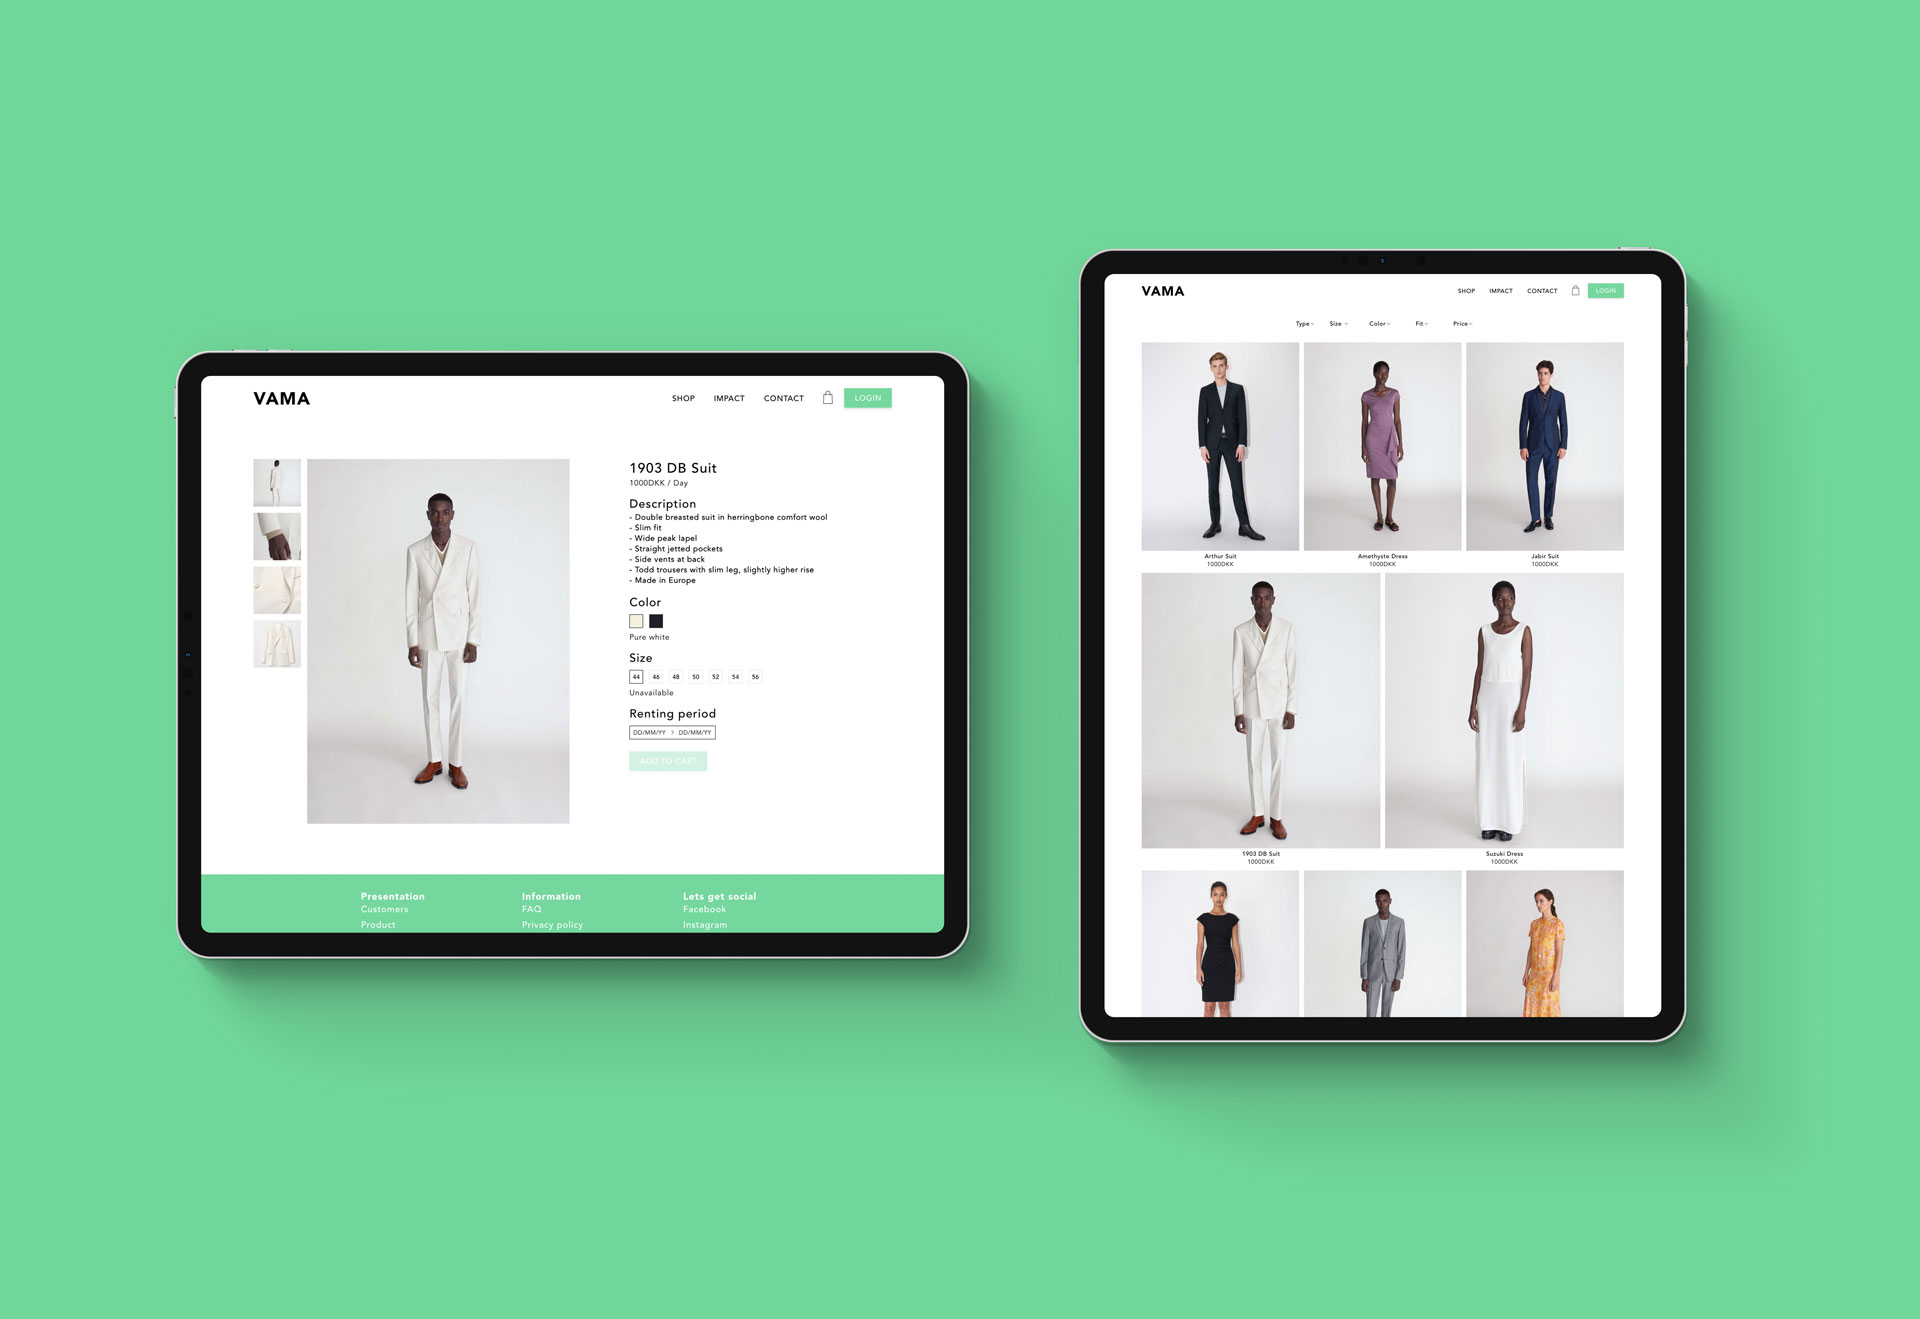 VAMA
SHOP IMPACT CONTACT LOGIN
1903 DB Suit
1000DKK / Day
Description
- Double breasted suit in herringbone comfort wool
- Slim fit
- Wide peak lapel
- Straight jetted pockets
- Side vents at back
- Todd trousers with slim leg, slightly higher rise
- Made in Europe
Color
Pure white
Size
44 46 48 50 52 54 56
Unavailable
Renting period
DD/MM/YY > DD/MM/YY
ADD TO CART
Presentation Information Lets get social
Customers FAQ Facebook
Product Privacy policy Instagram
VAMA
SHOP IMPACT CONTACT LOGIN
Type Size Color Fit Price
Arthur Suit Amethyste Dress Jabir Suit
1000DKK 1000DKK 1000DKK
1903 DB Suit Suzuki Dress
1000DKK 1000DKK